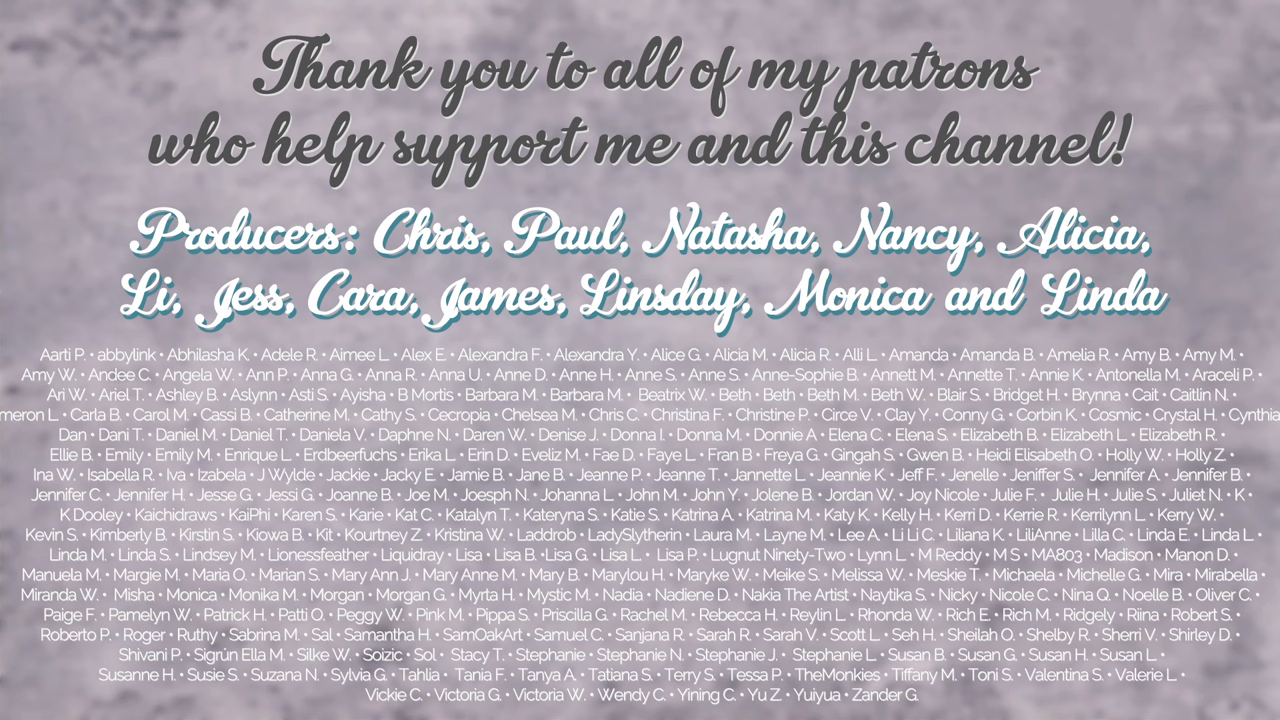 Thank you to all of my patrons
who help support me and this channel!
Producers: Chris, Paul, Natasha, Nancy, Alicia,
Li, Jess, Cara, James, Linsday, Monica and Linda
Aarti P. • abbylink • Abhilasha K. • Adele R. • Aimee L. • Alex E. • Alexandra F. • Alexandra Y. • Alice G. • Alicia M. • Alicia R. • Alli L. • Amanda • Amanda B. • Amelia R. • Amy B. • Amy M. •
Amy W. • Andee C. • Angela W. • Ann P. • Anna G. • Anna R. • Anna U. • Anne D. • Anne H. • Anne S. • Anne S. • Anne-Sophie B. • Annett M. • Annette T. • Annie K. • Antonella M. • Araceli P. •
Ari W. • Ariel T. • Ashley B. • Aslynn • Asti S. • Ayisha • B Mortis • Barbara M. • Barbara M. • Beatrix W. • Beth • Beth • Beth M. • Beth W. • Blair S. • Bridget H. • Brynna • Cait • Caitlin N. •
meron L. • Carla B. • Carol M. • Cassi B. • Catherine M. • Cathy S. • Cecropia • Chelsea M. • Chris C. • Christina F. • Christine P. • Circe V. • Clay Y. • Conny G. • Corbin K. • Cosmic • Crystal H. • Cynthia
Dan • Dani T. • Daniel M. • Daniel T. • Daniela V. • Daphne N. • Daren W. • Denise J. • Donna I. • Donna M. • Donnie A • Elena C. • Elena S. • Elizabeth B. • Elizabeth L. • Elizabeth R. •
Ellie B. • Emily • Emily M. • Enrique L. • Erdbeerfuchs • Erika L. • Erin D. • Eveliz M. • Fae D. • Faye L. • Fran B • Freya G. • Gingah S. • Gwen B. • Heidi Elisabeth O. • Holly W. • Holly Z. •
Ina W. • Isabella R. • Iva • Izabela • J Wylde • Jackie • Jacky E. • Jamie B. • Jane B. • Jeanne P. • Jeanne T. • Jannette L. • Jeannie K. • Jeff F. • Jenelle • Jeniffer S. • Jennifer A. • Jennifer B. •
Jennifer C. • Jennifer H. • Jesse G. • Jessi G. • Joanne B. • Joe M. • Joesph N. • Johanna L. • John M. • John Y. • Jolene B. • Jordan W. • Joy Nicole • Julie F. • Julie H. • Julie S. • Juliet N. • K •
K Dooley • Kaichidraws • KaiPhi • Karen S. • Karie • Kat C. • Katalyn T. • Kateryna S. • Katie S. • Katrina A. • Katrina M. • Katy K. • Kelly H. • Kerri D. • Kerrie R. • Kerrilynn L. • Kerry W. •
Kevin S. • Kimberly B. • Kirstin S. • Kiowa B. • Kit • Kourtney Z. • Kristina W. • Laddrob • LadySlytherin • Laura M. • Layne M. • Lee A. • Li Li C. • Liliana K. • LiliAnne • Lilla C. • Linda E. • Linda L. •
Linda M. • Linda S. • Lindsey M. • Lionessfeather • Liquidray • Lisa • Lisa B. • Lisa G. • Lisa L. • Lisa P. • Lugnut Ninety-Two • Lynn L. • M Reddy • M S • MA803 • Madison • Manon D. •
Manuela M. • Margie M. • Maria O. • Marian S. • Mary Ann J. • Mary Anne M. • Mary B. • Marylou H. • Maryke W. • Meike S. • Melissa W. • Meskie T. • Michaela • Michelle G. • Mira • Mirabella •
Miranda W. • Misha • Monica • Monika M. • Morgan • Morgan G. • Myrta H. • Mystic M. • Nadia • Nadiene D. • Nakia The Artist • Naytika S. • Nicky • Nicole C. • Nina Q. • Noelle B. • Oliver C. •
Paige F. • Pamelyn W. • Patrick H. • Patti O. • Peggy W. • Pink M. • Pippa S. • Priscilla G. • Rachel M. • Rebecca H. • Reylin L. • Rhonda W. • Rich E. • Rich M. • Ridgely • Riina • Robert S. •
Roberto P. • Roger • Ruthy • Sabrina M. • Sal • Samantha H. • SamOakArt • Samuel C. • Sanjana R. • Sarah R. • Sarah V. • Scott L. • Seh H. • Sheilah O. • Shelby R. • Sherri V. • Shirley D. •
Shivani P. • Sigrún Ella M. • Silke W. • Soizic • Sol • Stacy T. • Stephanie • Stephanie N. • Stephanie J. • Stephanie L. • Susan B. • Susan G. • Susan H. • Susan L. •
Susanne H. • Susie S. • Suzana N. • Sylvia G. • Tahlia • Tania F. • Tanya A. • Tatiana S. • Terry S. • Tessa P. • TheMonkies • Tiffany M. • Toni S. • Valentina S. • Valerie L. •
Vickie C. • Victoria G. • Victoria W. • Wendy C. • Yining C. • Yu Z. • Yuiyua • Zander G.